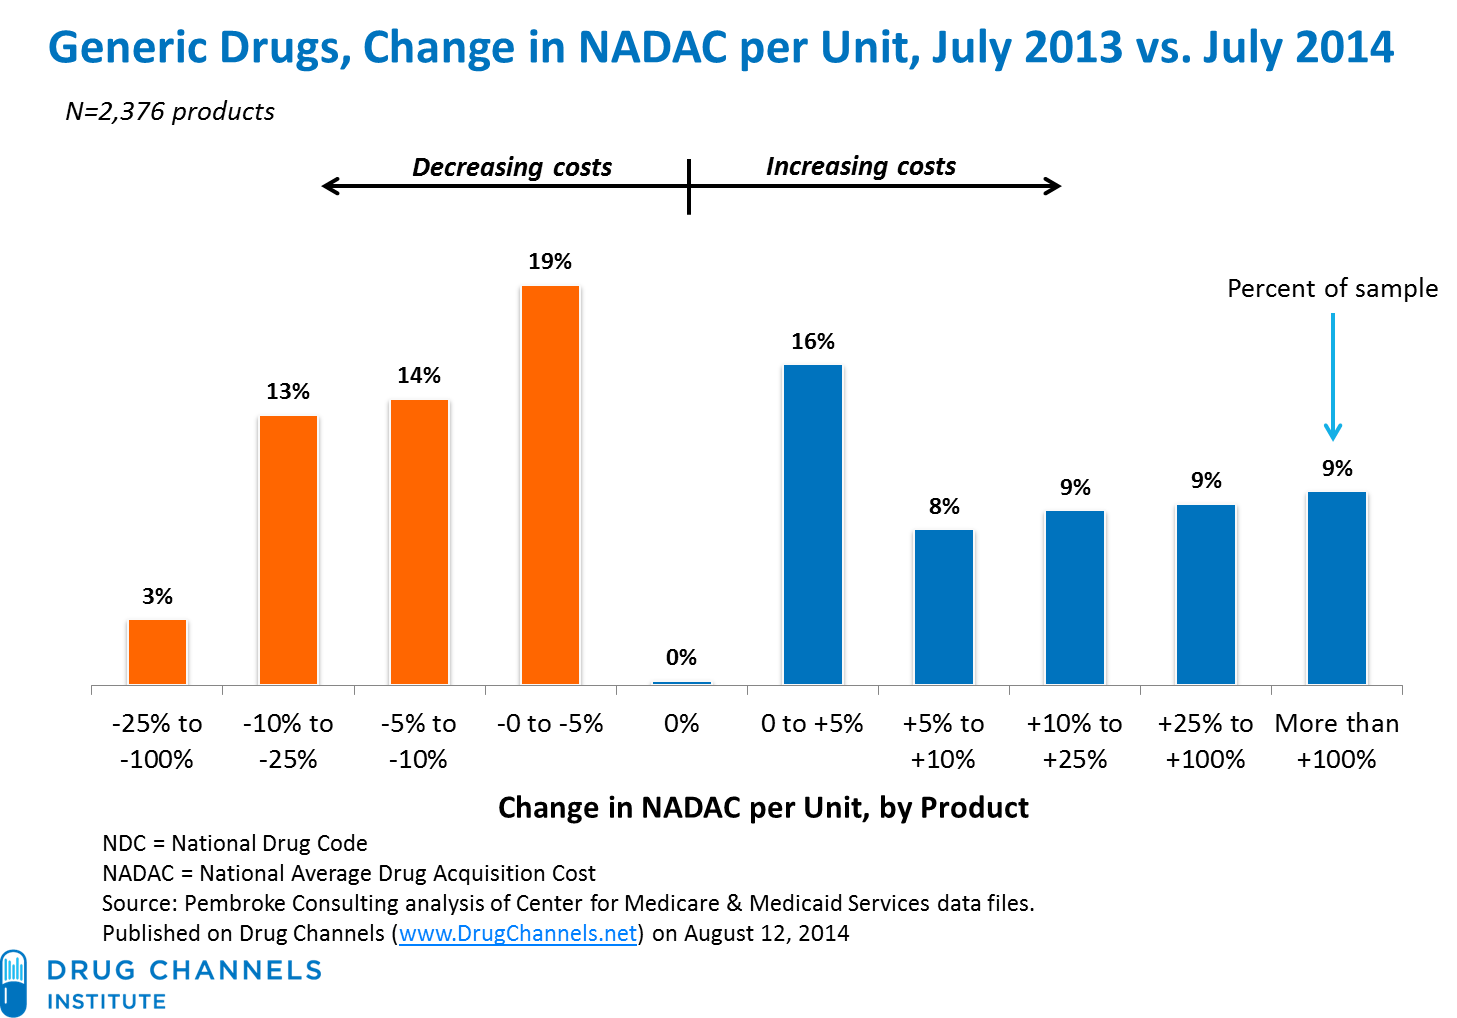 Generic Drugs, Change in NADAC per Unit, July 2013 vs. July 2014
N=2,376 products
Decreasing costs
Increasing costs
Percent of sample
3%
13%
14%
19%
0%
16%
8%
9%
9%
9%
-25% to
-100%
-10% to
-25%
-5% to
-10%
-0 to -5%
0%
0 to +5%
+5% to
+10%
+10% to
+25%
+25% to
+100%
More than
+100%
Change in NADAC per Unit, by Product
NDC = National Drug Code
NADAC = National Average Drug Acquisition Cost
Source: Pembroke Consulting analysis of Center for Medicare & Medicaid Services data files.
Published on Drug Channels (www.DrugChannels.net) on August 12, 2014
DRUG CHANNELS
INSTITUTE